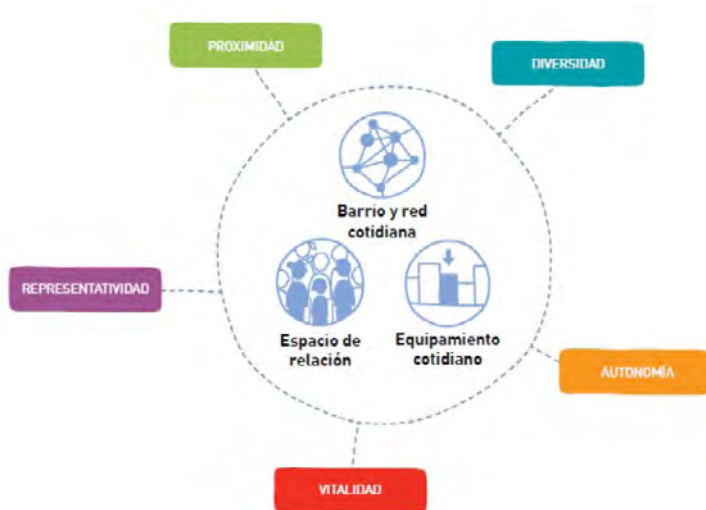 PROXIMIDAD
DIVERSIDAD
Barrio y red
cotidiana
REPRESENTATIVIDAD
Espacio de
relación
Equipamiento
cotidiano
AUTONOMÍA
VITALIDAD